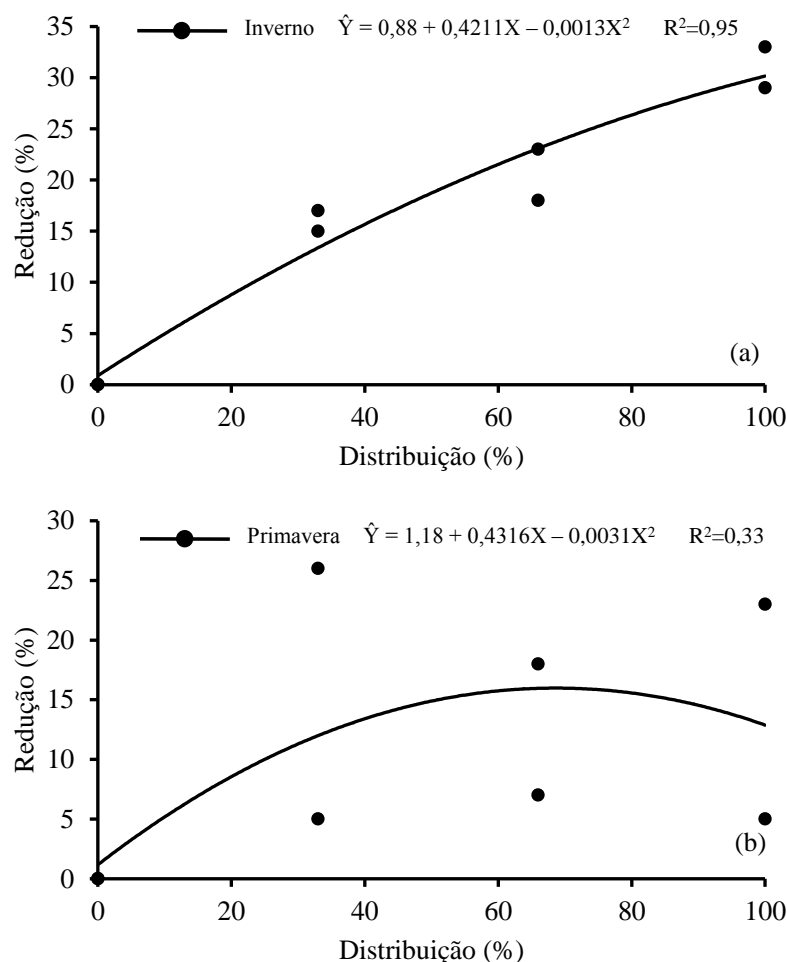 35
Inverno Ŷ = 0,88 + 0,4211X – 0,0013X² R²=0,95
30
25
20
15
10
5
0
Redução (%)
(a)
0 20 40 60 80 100
Distribuição (%)
30
Primavera Ŷ = 1,18 + 0,4316X – 0,0031X² R²=0,33
25
20
15
10
5
0
Redução (%)
(b)
0 20 40 60 80 100
Distribuição (%)